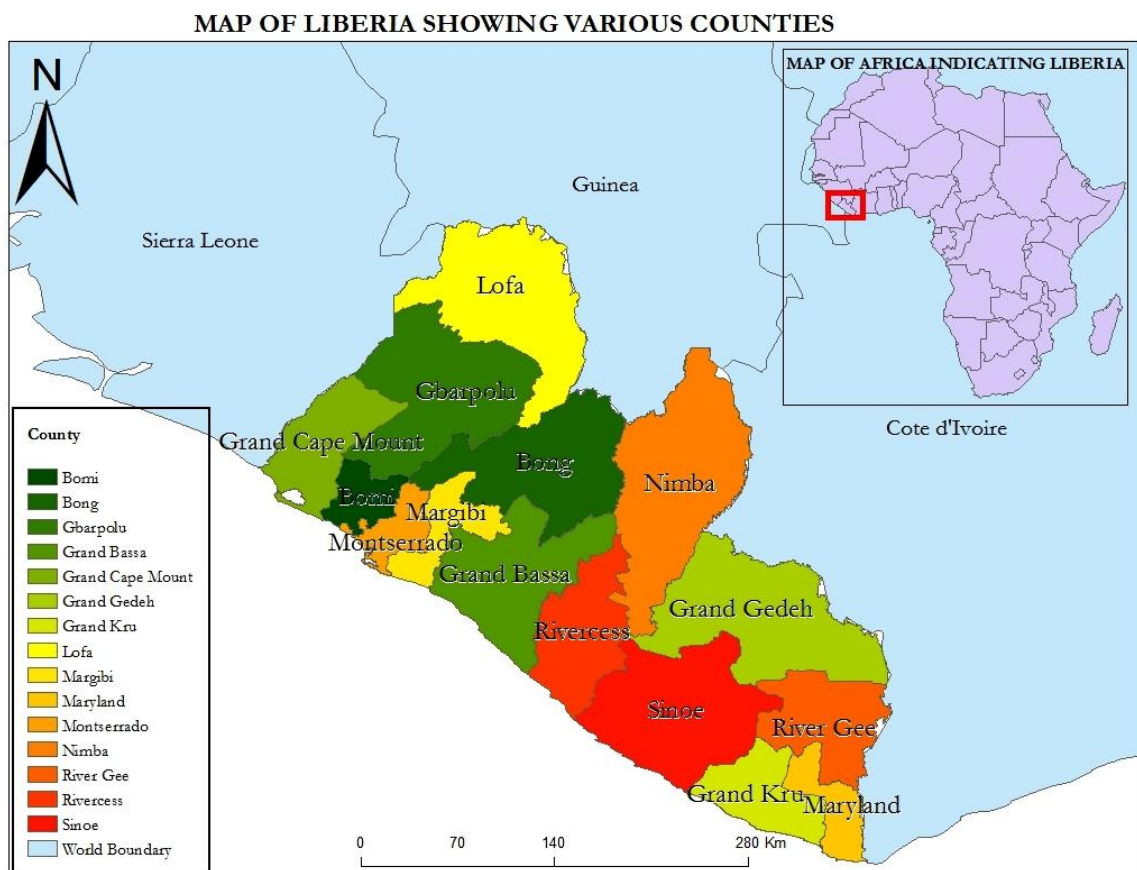 MAP OF LIBERIA SHOWING VARIOUS COUNTIES
N
MAP OF AFRICA INDICATING LIBERIA
Guinea
Sierra Leone
Lofa
Gbarpolu
Cote d'Ivoire
Grand Cape Mount
Bong
Nimba
Bomi
Margibi
Montserrado
Grand Bassa
Grand Gedeh
Rivercess
Sinoe
River Gee
Grand Kru
Maryland
County
Bomi
Bong
Gbarpolu
Grand Bassa
Grand Cape Mount
Grand Gedeh
Grand Kru
Lofa
Margibi
Maryland
Montserrado
Nimba
River Gee
Rivercess
Sinoe
World Boundary
0 70 140 280 Km